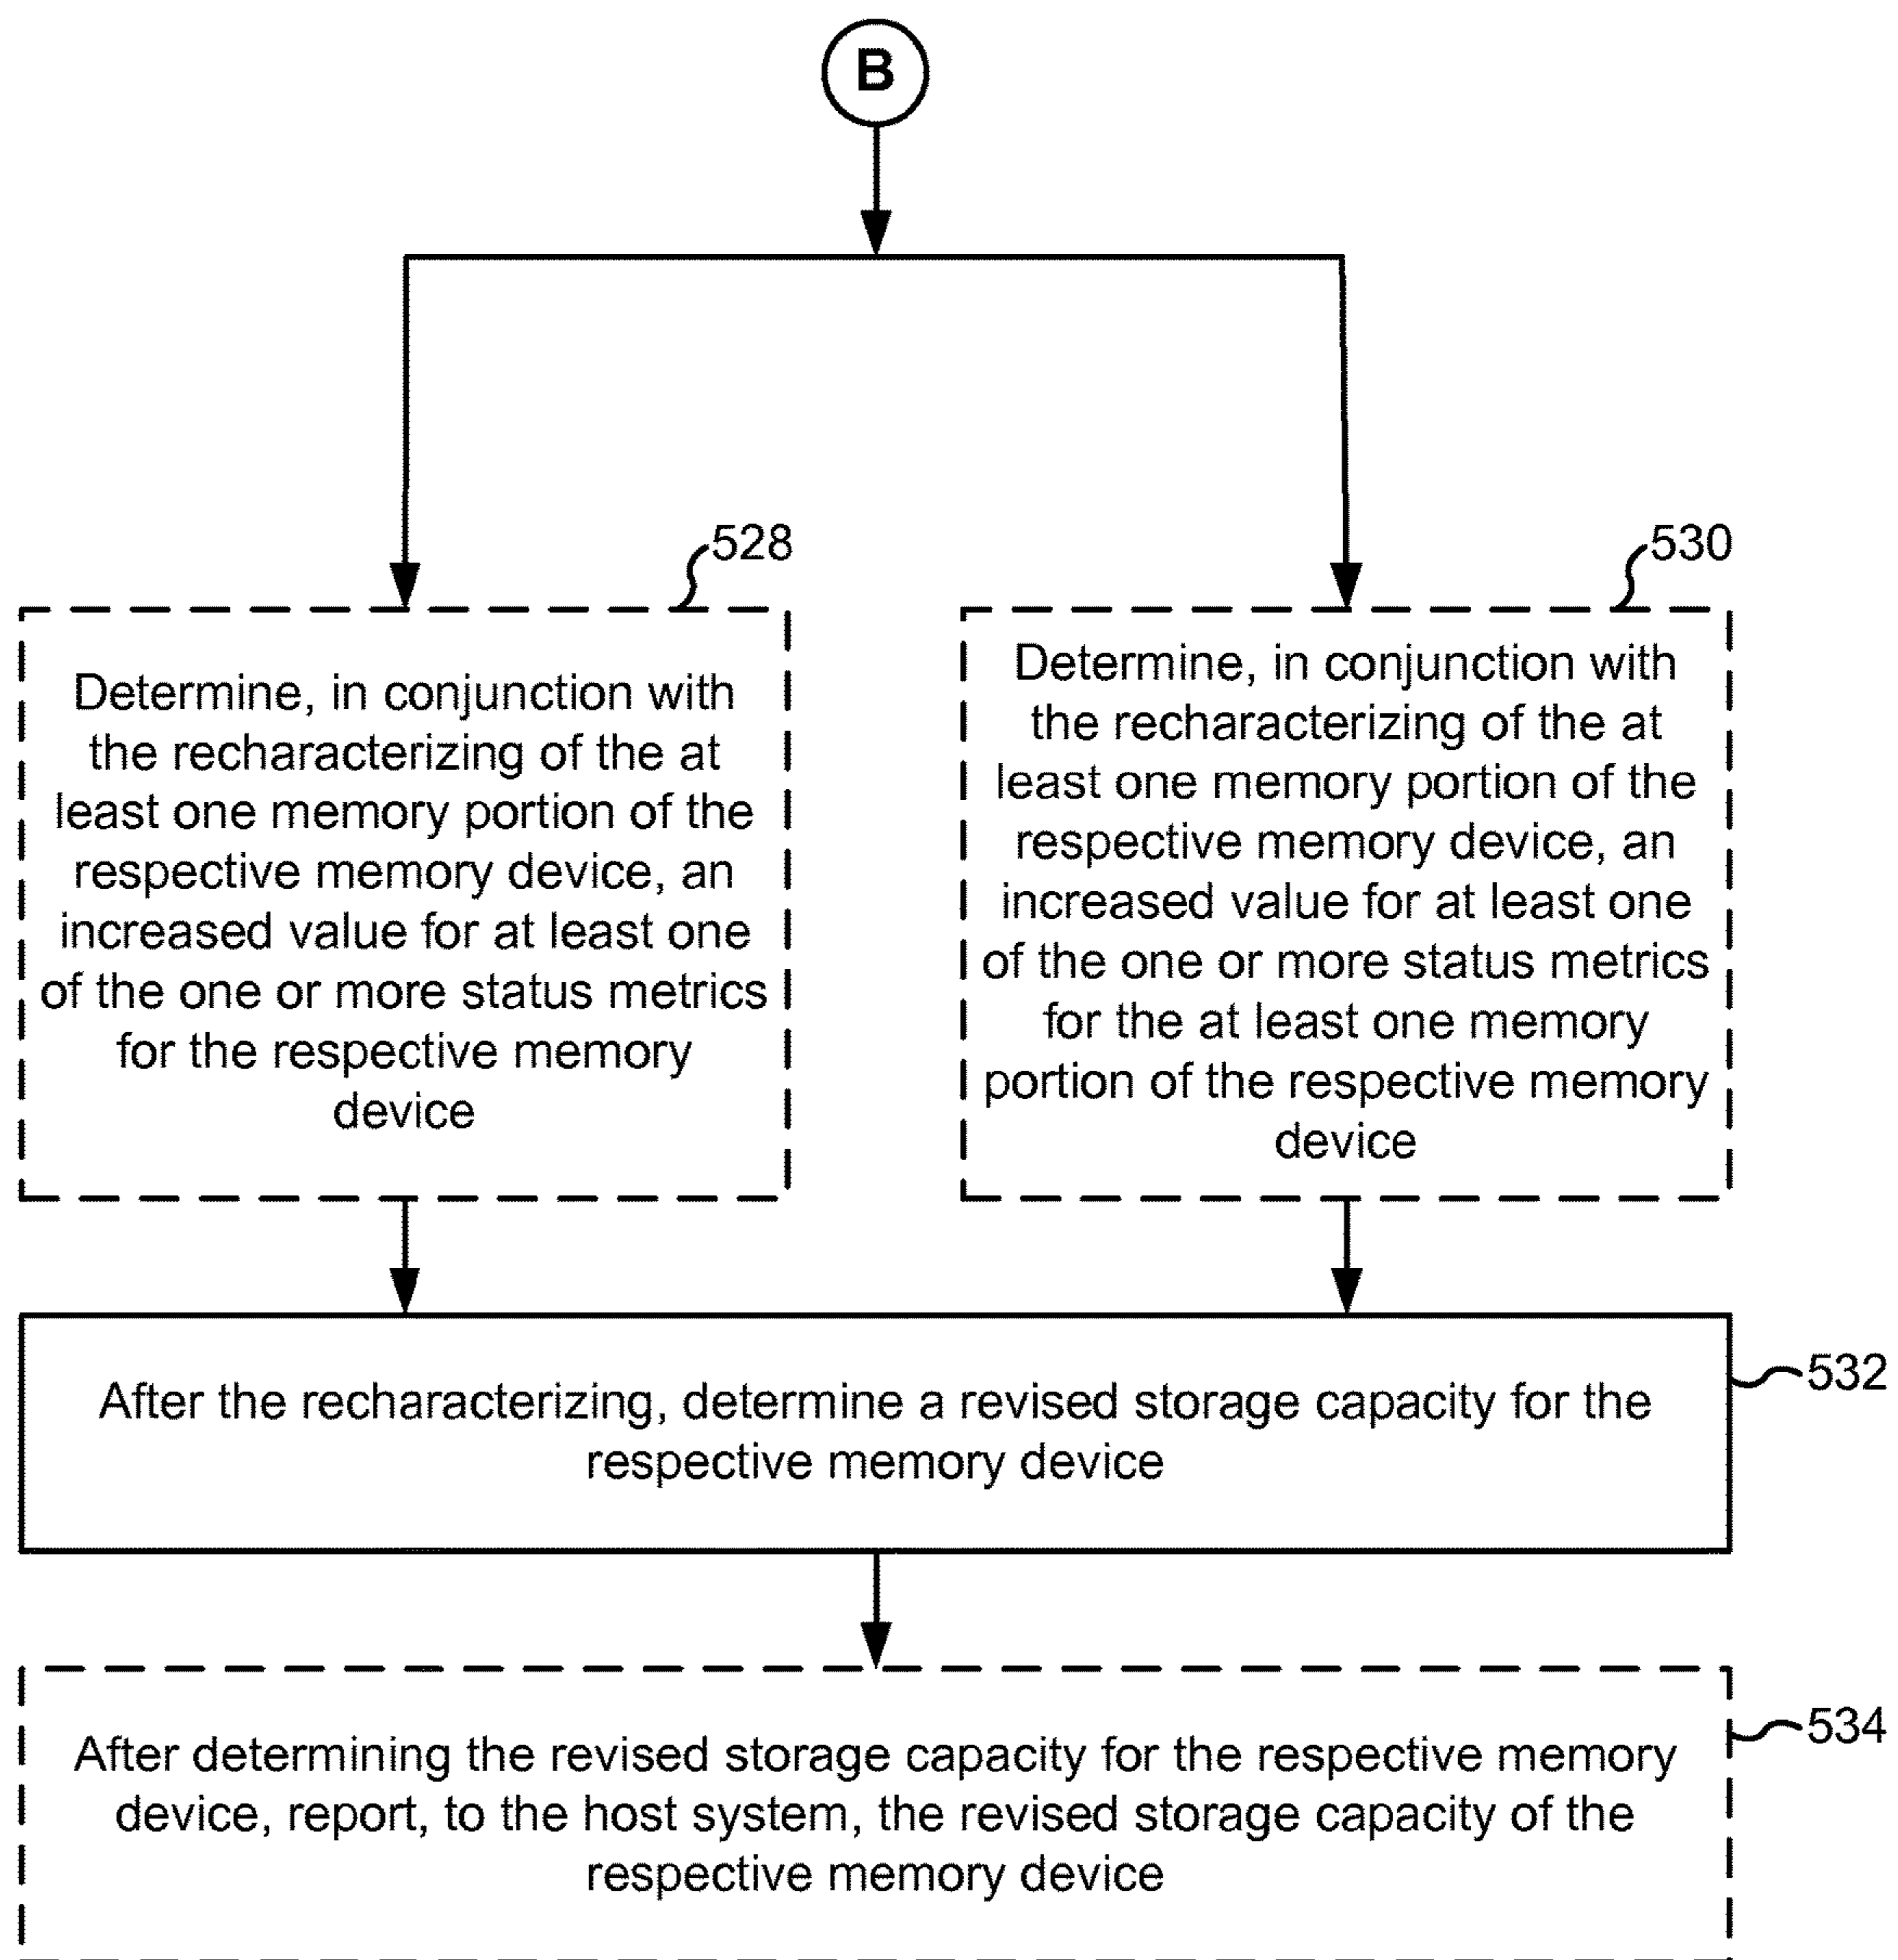 B
528
Determine, in conjunction with
the recharacterizing of the at
least one memory portion of the
respective memory device, an
increased value for at least one
of the one or more status metrics
for the respective memory
device
530
Determine, in conjunction with
the recharacterizing of the at
least one memory portion of the
respective memory device, an
increased value for at least one
of the one or more status metrics
for the at least one memory
portion of the respective memory
device
532
After the recharacterizing, determine a revised storage capacity for the
respective memory device
534
After determining the revised storage capacity for the respective memory
device, report, to the host system, the revised storage capacity of the
respective memory device